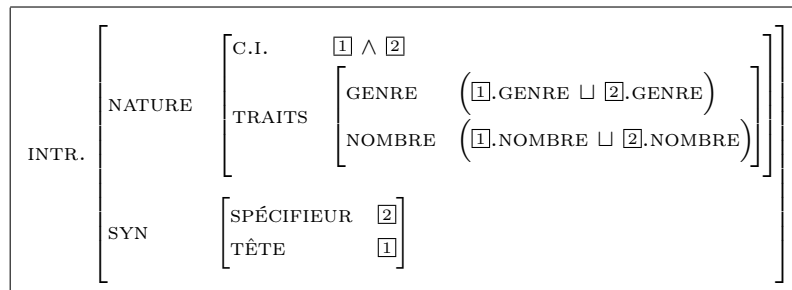 C.I. 1 ∧ 2
GENRE (1.GENRE ⊔ 2.GENRE)
NATURE
TRAITS
NOMBRE (1.NOMBRE ⊔ 2.NOMBRE)
INTR.
SPÉCIFIEUR 2
SYN
TÊTE 1